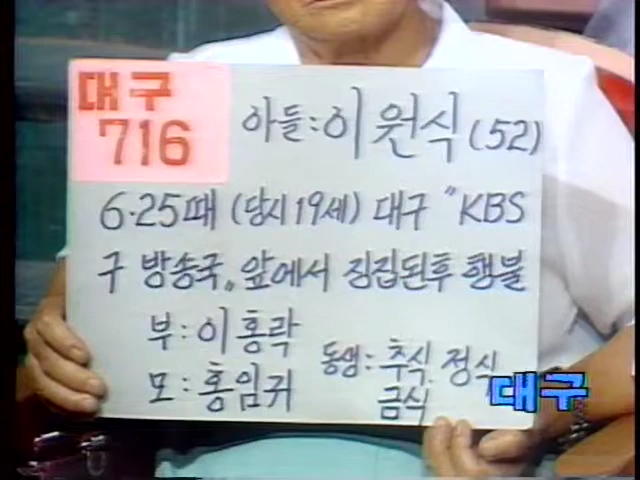 대구
716
아들: 이원식 (52)
6·25때 (당시 19세) 대구 "KBS
구 방송국" 앞에서 징집된후 행불
부: 이홍락
모: 홍임귀
동생: 추식. 정식
금식
대구